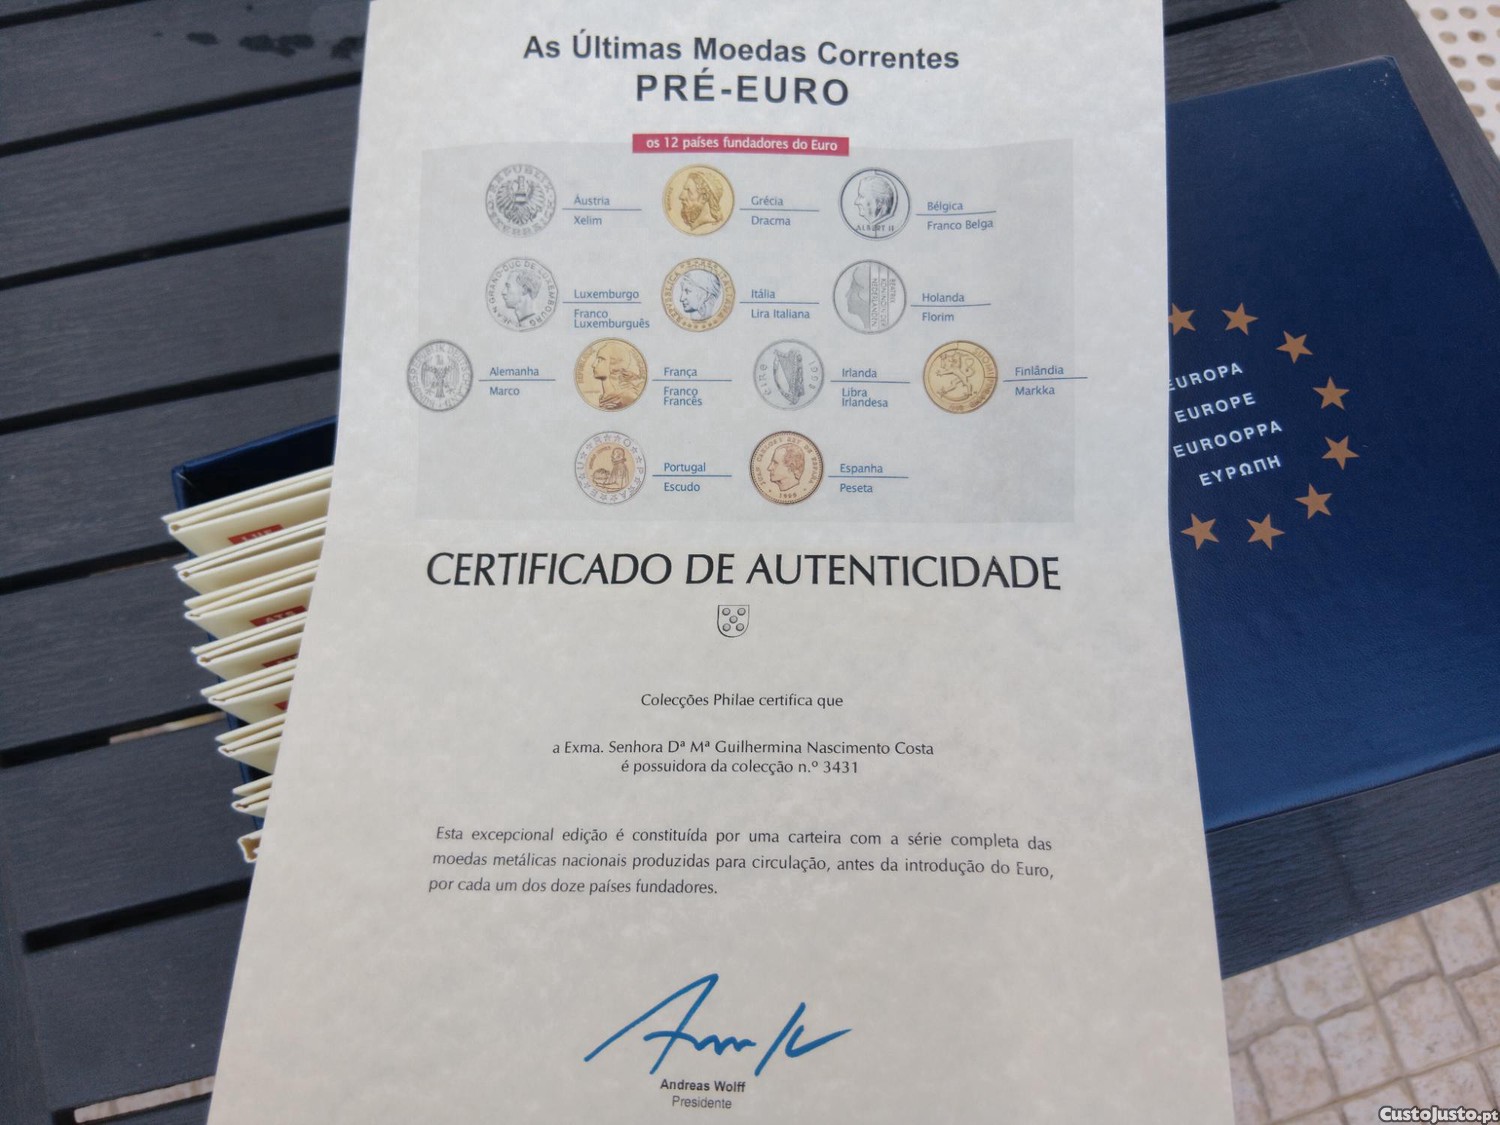 As Últimas Moedas Correntes
PRÉ-EURO
os 12 países fundadores do Euro
Áustria
Xelim
Grécia
Dracma
Bélgica
Franco Belga
ALBERT II
Luxemburgo
Franco
Luxemburguês
Itália
Lira Italiana
Holanda
Florim
Alemanha
Marco
França
Franco
Francês
Irlanda
Libra
Irlandesa
Finlândia
Markka
Portugal
Escudo
Espanha
Peseta
CERTIFICADO DE AUTENTICIDADE
Colecções Philae certifica que
a Exma. Senhora Dª Mª Guilhermina Nascimento Costa
é possuidora da colecção n.º 3431
Esta excepcional edição é constituída por uma carteira com a série completa das
moedas metálicas nacionais produzidas para circulação, antes da introdução do Euro,
por cada um dos doze países fundadores.
Andreas Wolff
Presidente
EUROPA
EUROPE
EUROOPPA
ΕΥΡΩΠΗ
CustoJusto.pt